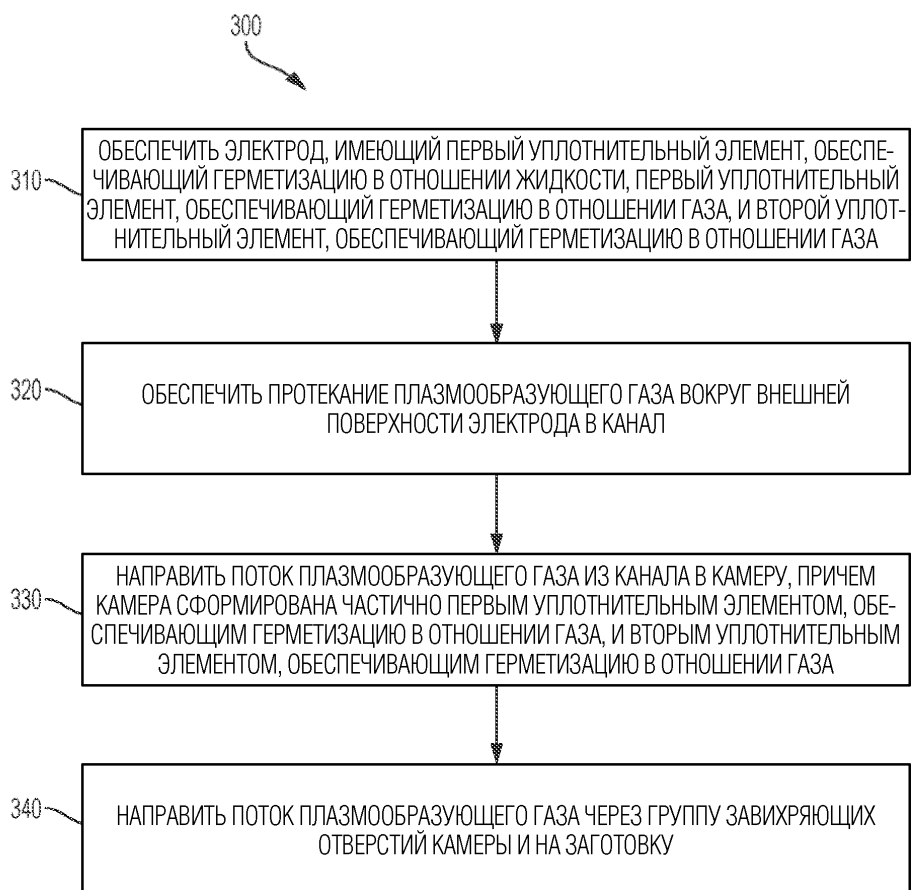 300
310
ОБЕСПЕЧИТЬ ЭЛЕКТРОД, ИМЕЮЩИЙ ПЕРВЫЙ УПЛОТНИТЕЛЬНЫЙ ЭЛЕМЕНТ, ОБЕСПЕ-
ЧИВАЮЩИЙ ГЕРМЕТИЗАЦИЮ В ОТНОШЕНИИ ЖИДКОСТИ, ПЕРВЫЙ УПЛОТНИТЕЛЬНЫЙ
ЭЛЕМЕНТ, ОБЕСПЕЧИВАЮЩИЙ ГЕРМЕТИЗАЦИЮ В ОТНОШЕНИИ ГАЗА, И ВТОРОЙ УПЛОТ-
НИТЕЛЬНЫЙ ЭЛЕМЕНТ, ОБЕСПЕЧИВАЮЩИЙ ГЕРМЕТИЗАЦИЮ В ОТНОШЕНИИ ГАЗА
320
ОБЕСПЕЧИТЬ ПРОТЕКАНИЕ ПЛАЗМООБРАЗУЮЩЕГО ГАЗА ВОКРУГ ВНЕШНЕЙ
ПОВЕРХНОСТИ ЭЛЕКТРОДА В КАНАЛ
330
НАПРАВИТЬ ПОТОК ПЛАЗМООБРАЗУЮЩЕГО ГАЗА ИЗ КАНАЛА В КАМЕРУ, ПРИЧЕМ
КАМЕРА СФОРМИРОВАНА ЧАСТИЧНО ПЕРВЫМ УПЛОТНИТЕЛЬНЫМ ЭЛЕМЕНТОМ, ОБЕ-
СПЕЧИВАЮЩИМ ГЕРМЕТИЗАЦИЮ В ОТНОШЕНИИ ГАЗА, И ВТОРЫМ УПЛОТНИТЕЛЬНЫМ
ЭЛЕМЕНТОМ, ОБЕСПЕЧИВАЮЩИМ ГЕРМЕТИЗАЦИЮ В ОТНОШЕНИИ ГАЗА
340
НАПРАВИТЬ ПОТОК ПЛАЗМООБРАЗУЮЩЕГО ГАЗА ЧЕРЕЗ ГРУППУ ЗАВИХРЯЮЩИХ
ОТВЕРСТИЙ КАМЕРЫ И НА ЗАГОТОВКУ